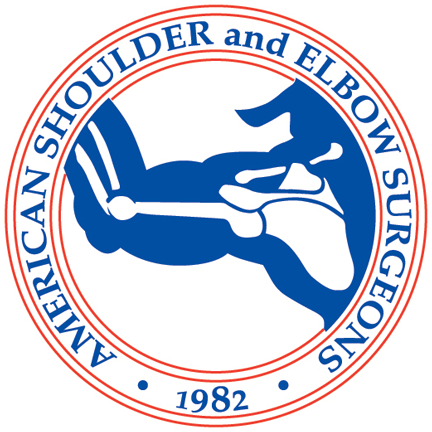 AMERICAN SHOULDER and ELBOW SURGEONS
• 1982 •